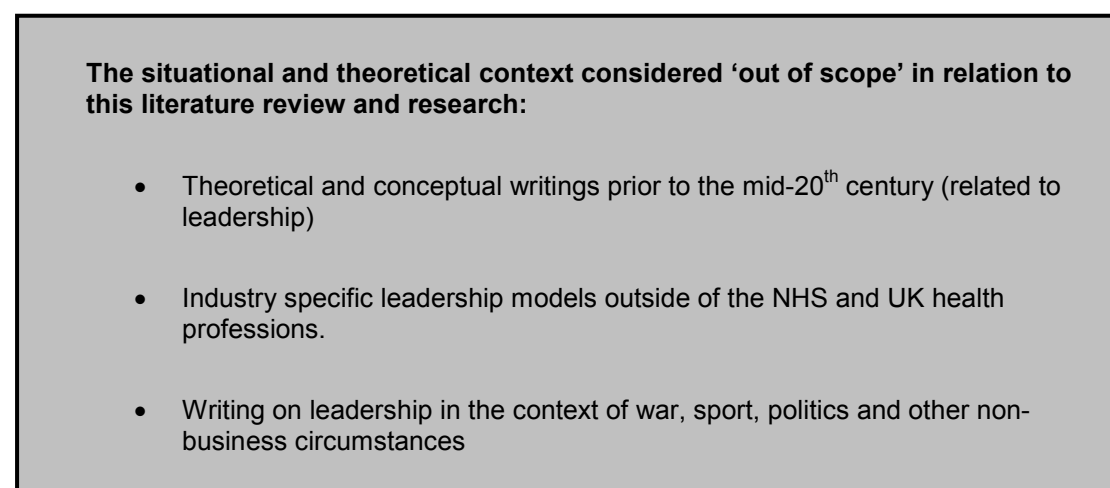 The situational and theoretical context considered ‘out of scope’ in relation to
this literature review and research:
• Theoretical and conceptual writings prior to the mid-20th century (related to
leadership)
• Industry specific leadership models outside of the NHS and UK health
professions.
• Writing on leadership in the context of war, sport, politics and other non-
business circumstances